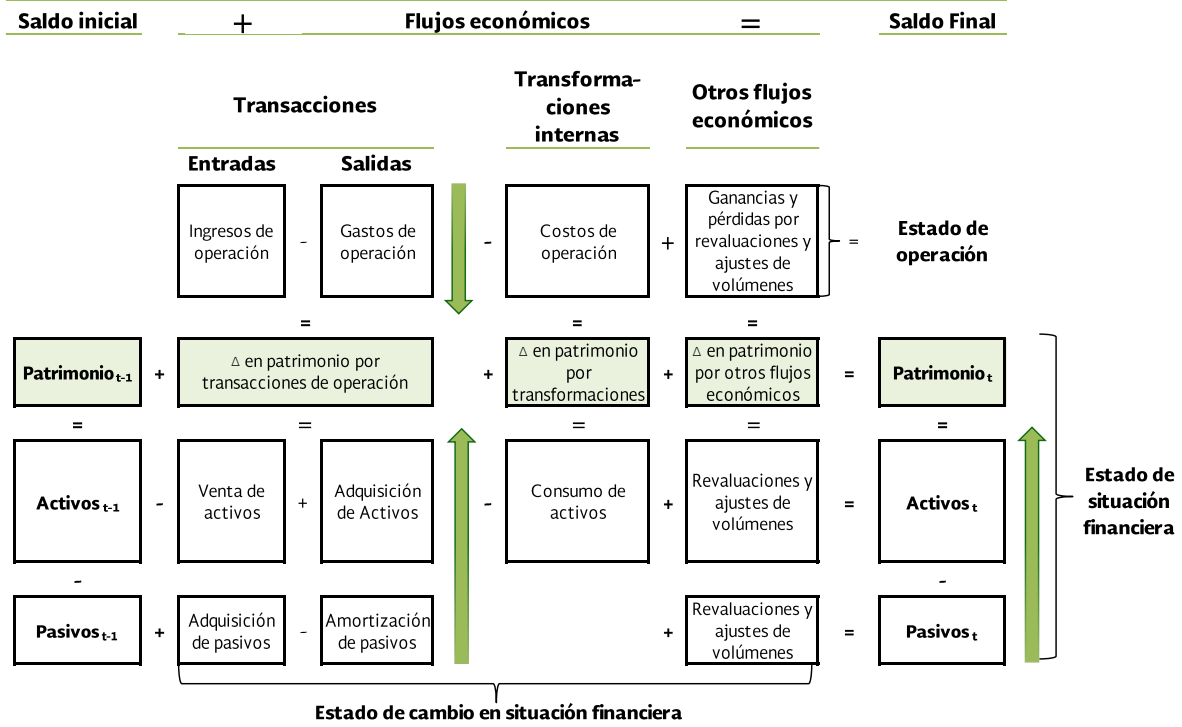 Saldo inicial + Flujos económicos = Saldo Final
Transacciones
Transforma-
ciones
internas
Otros flujos
económicos
Entradas Salidas
Ingresos de
operación
-
Gastos de
operación
-
Costos de
operación
+
Ganancias y
pérdidas por
revaluaciones y
ajustes de
volúmenes
=
Estado de
operación
= = =
Patrimonio t-1
+
Δ en patrimonio por
transacciones de operación
+
Δ en patrimonio
por
transformaciones
+
Δ en patrimonio
por otros flujos
económicos
=
Patrimonio t
= = = = =
Activos t-1
-
Venta de
activos
+
Adquisición
de Activos
-
Consumo de
activos
+
Revaluaciones y
ajustes de
volúmenes
=
Activos t
Estado de
situación
financiera
- -
Pasivos t-1
+
Adquisición
de pasivos
-
Amortización
de pasivos
+
Revaluaciones y
ajustes de
volúmenes
=
Pasivos t
Estado de cambio en situación financiera